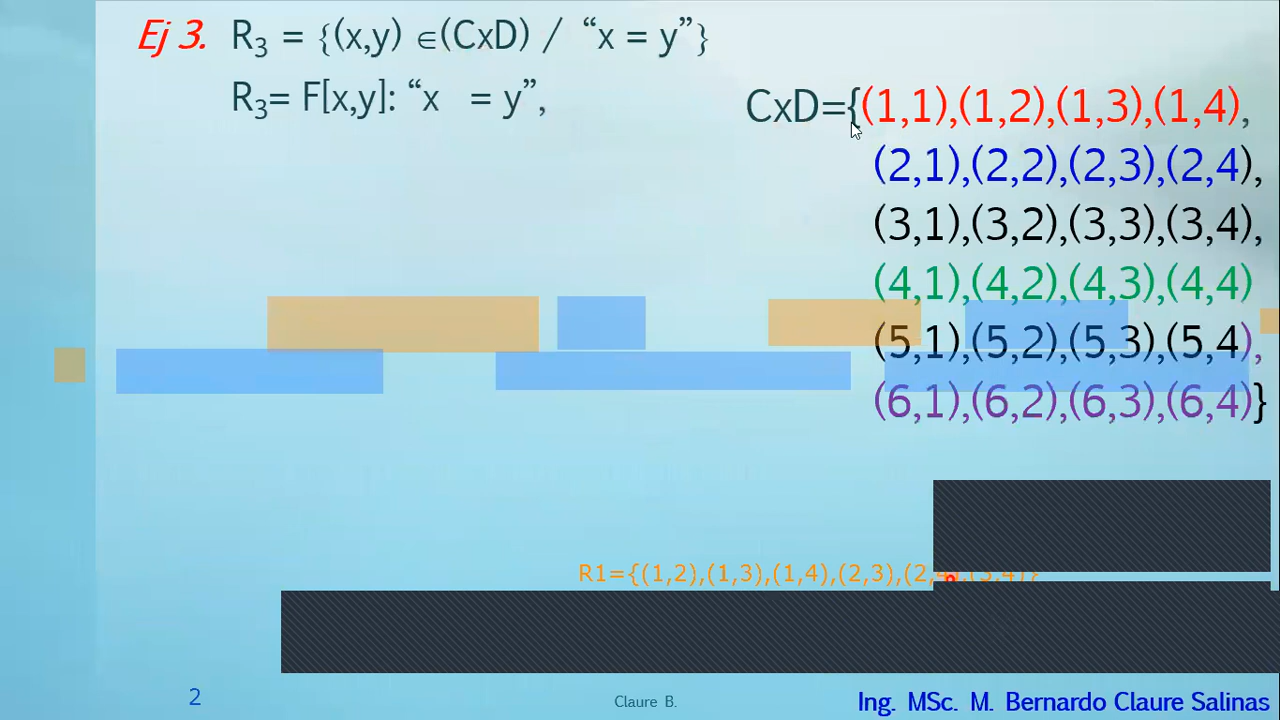 Ej 3. R₃ = {(x,y) ∈(CxD) / “x = y”}
R₃= F[x,y]: “x = y”,
CxD={(1,1),(1,2),(1,3),(1,4),
(2,1),(2,2),(2,3),(2,4),
(3,1),(3,2),(3,3),(3,4),
(4,1),(4,2),(4,3),(4,4)
(5,1),(5,2),(5,3),(5,4),
(6,1),(6,2),(6,3),(6,4)}
R1={(1,2),(1,3),(1,4),(2,3),(2,4),(3,4)}
2
Claure B.
Ing. MSc. M. Bernardo Claure Salinas